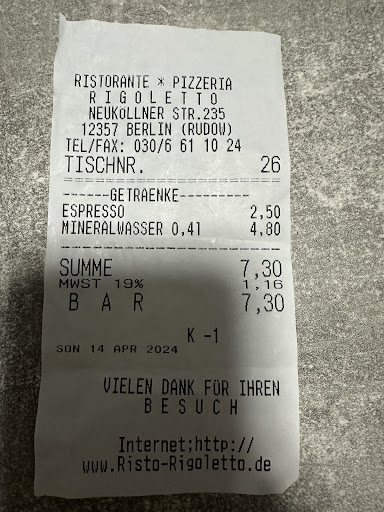 RISTORANTE * PIZZERIA
R I G O L E T T O
NEUKÖLLNER STR.235
12357 BERLIN (RUDOW)
TEL/FAX: 030/6 61 10 24
TISCHNR. 26
------GETRAENKE------
ESPRESSO 2,50
MINERALWASSER 0,4l 4,80
SUMME 7,30
MWST 19% 1,16
B A R 7,30
K -1
SON 14 APR 2024
VIELEN DANK FÜR IHREN
B E S U C H
Internet:http://
www.Risto-Rigoletto.de